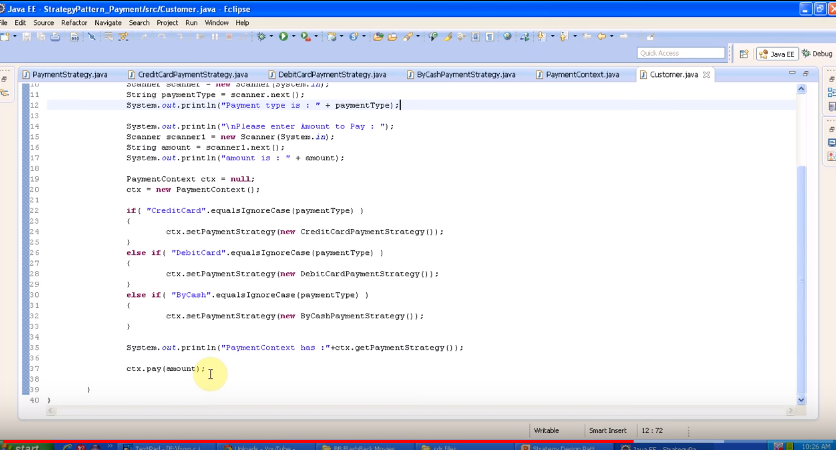 Java EE - StrategyPattern_Payment/src/Customer.java - Eclipse
File Edit Source Refactor Navigate Search Project Run Window Help
Quick Access
Java EE Debug
PaymentStrategy.java CreditCardPaymentStrategy.java DebitCardPaymentStrategy.java ByCashPaymentStrategy.java PaymentContext.java Customer.java
10 Scanner scanner = new Scanner(System.in);
11 String paymentType = scanner.next();
12 System.out.println("Payment type is : " + paymentType);
13
14 System.out.println("\nPlease enter Amount to Pay : ");
15 Scanner scanner1 = new Scanner(System.in);
16 String amount = scanner1.next();
17 System.out.println("amount is : " + amount);
18
19 PaymentContext ctx = null;
20 ctx = new PaymentContext();
21
22 if( "CreditCard".equalsIgnoreCase(paymentType) )
23 {
24 ctx.setPaymentStrategy(new CreditCardPaymentStrategy());
25 }
26 else if( "DebitCard".equalsIgnoreCase(paymentType) )
27 {
28 ctx.setPaymentStrategy(new DebitCardPaymentStrategy());
29 }
30 else if( "ByCash".equalsIgnoreCase(paymentType) )
31 {
32 ctx.setPaymentStrategy(new ByCashPaymentStrategy());
33 }
34
35 System.out.println("PaymentContext has :"+ctx.getPaymentStrategy());
36
37 ctx.pay(amount);
38
39 }
40 }
Writable Smart Insert 12 : 72
start
10:26 AM